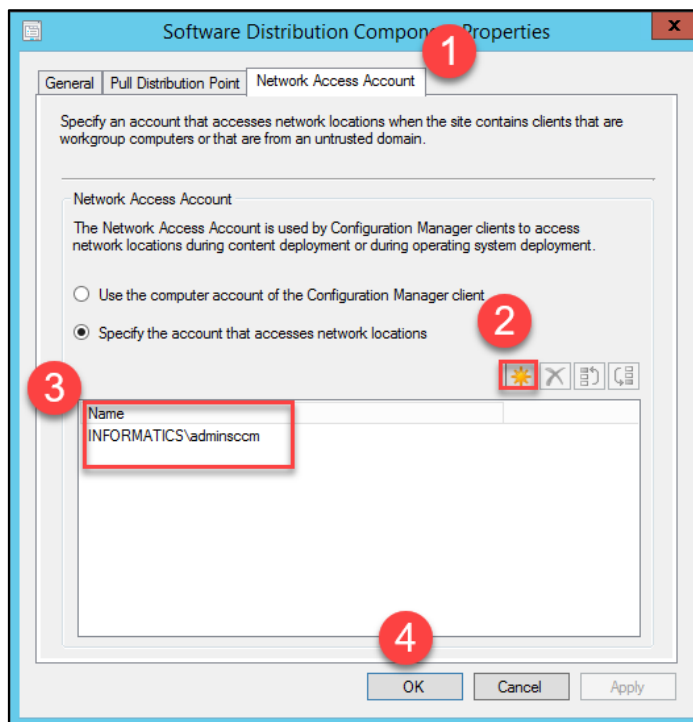 Software Distribution Component Properties
x
1
General
Pull Distribution Point
Network Access Account
Specify an account that accesses network locations when the site contains clients that are
workgroup computers or that are from an untrusted domain.
Network Access Account
The Network Access Account is used by Configuration Manager clients to access
network locations during content deployment or during operating system deployment.
Use the computer account of the Configuration Manager client
2
Specify the account that accesses network locations
3
Name
INFORMATICS\adminsccm
4
OK
Cancel
Apply